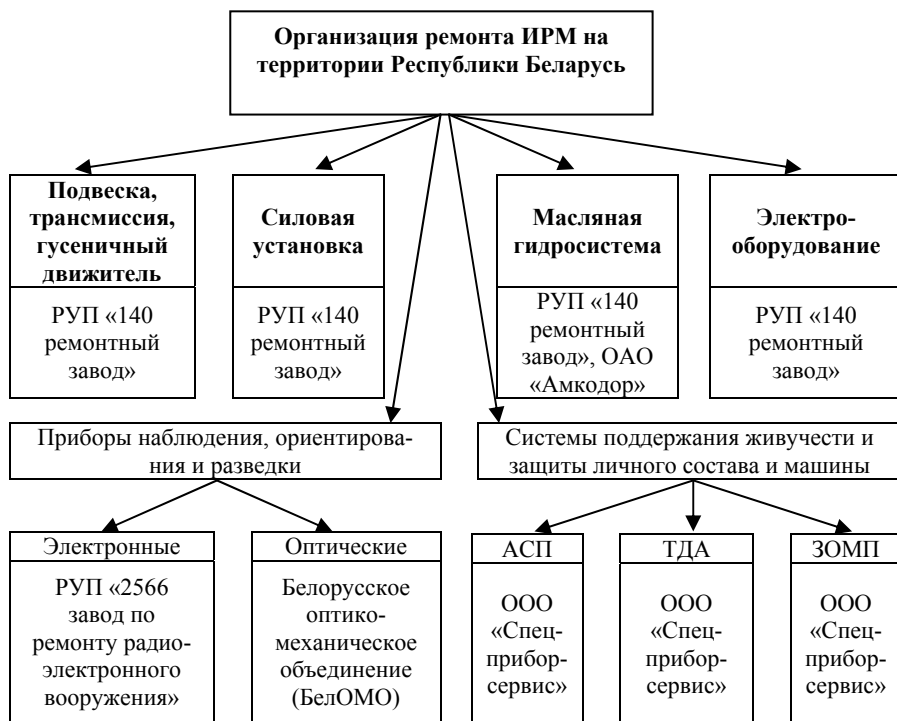 Организация ремонта ИРМ на
территории Республики Беларусь
Подвеска,
трансмиссия,
гусеничный
движитель
РУП «140
ремонтный
завод»
Силовая
установка
РУП «140
ремонтный
завод»
Масляная
гидросистема
РУП «140
ремонтный
завод», ОАО
«Амкодор»
Электро-
оборудование
РУП «140
ремонтный
завод»
Приборы наблюдения, ориентирова-
ния и разведки
Системы поддержания живучести и
защиты личного состава и машины
Электронные
РУП «2566
завод по
ремонту радио-
электронного
вооружения»
Оптические
Белорусское
оптико-
механическое
объединение
(БелОМО)
АСП
ООО
«Спец-
прибор-
сервис»
ТДА
ООО
«Спец-
прибор-
сервис»
ЗОМП
ООО
«Спец-
прибор-
сервис»